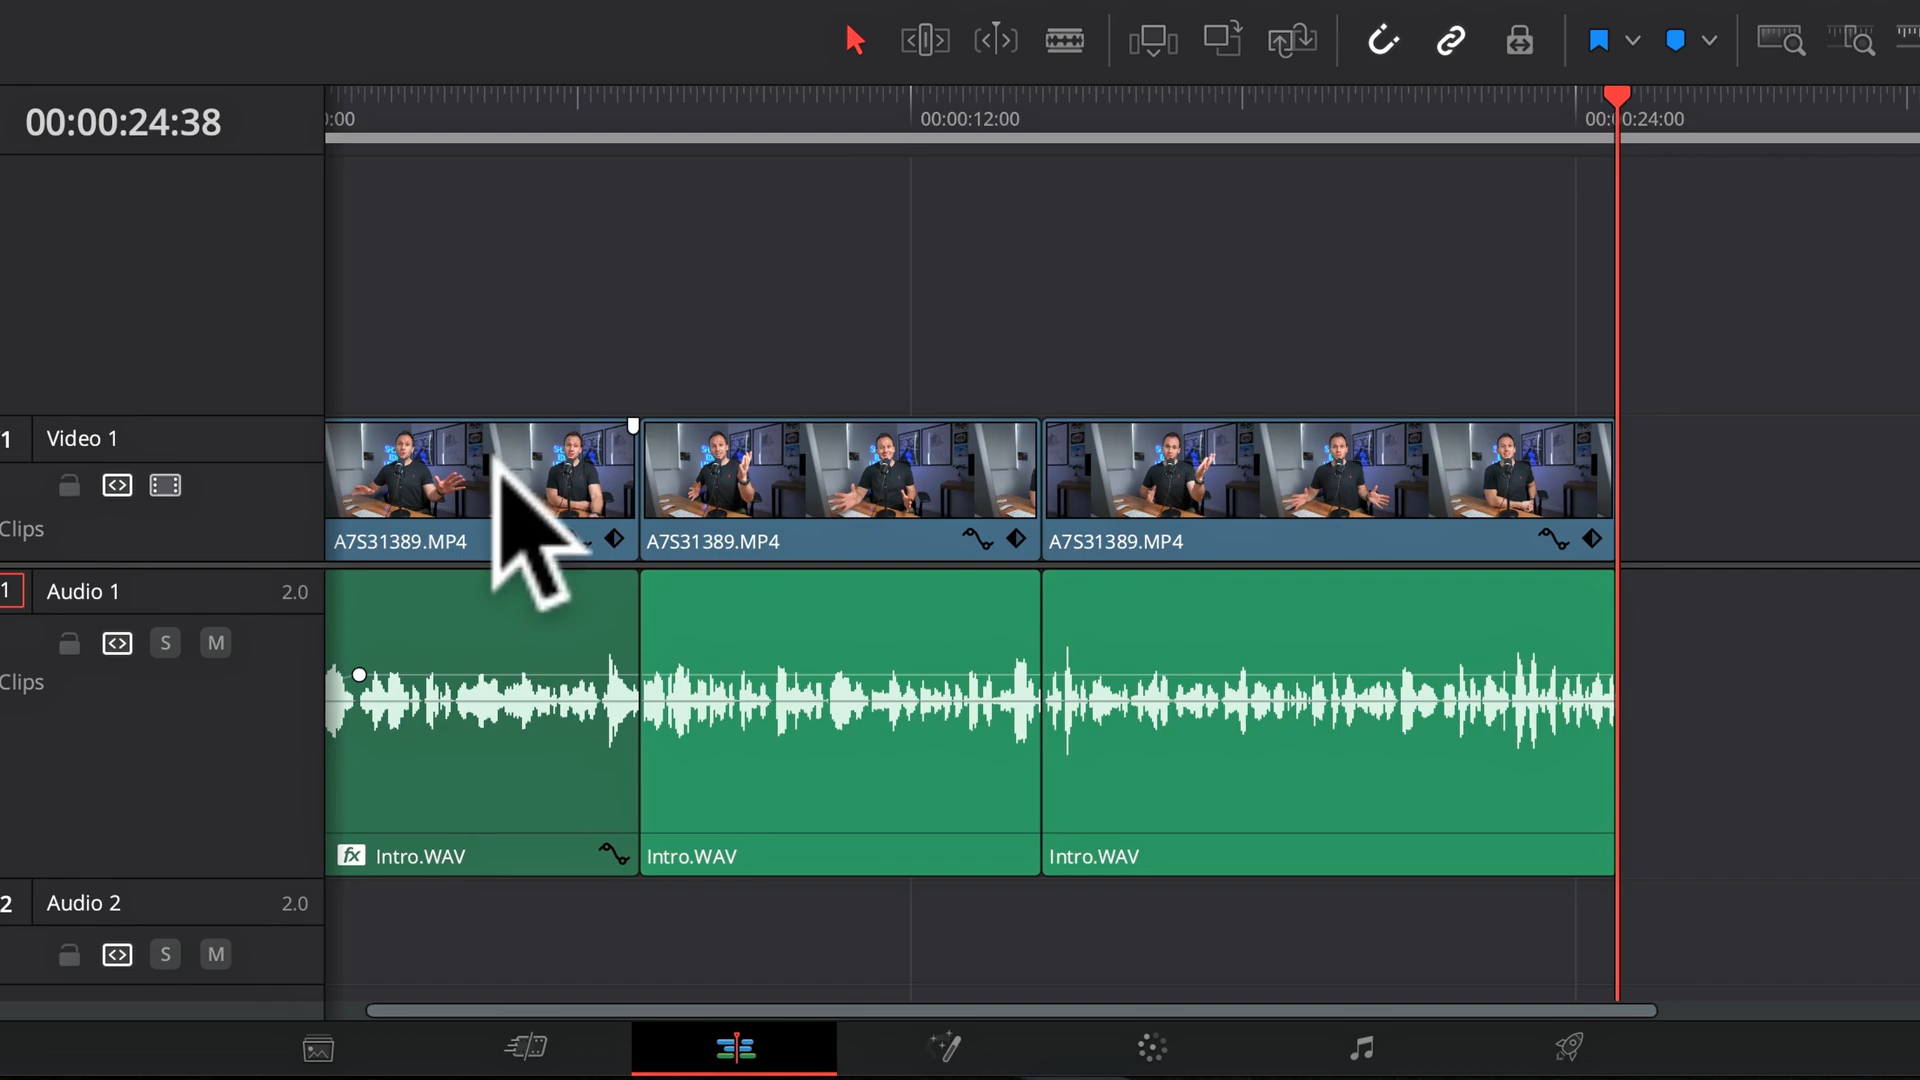 00:00:24:38
:00
00:00:12:00
00:00:24:00
1
Video 1
Clips
A7S31389.MP4
A7S31389.MP4
A7S31389.MP4
1
Audio 1
2.0
S
M
Clips
fx
Intro.WAV
Intro.WAV
Intro.WAV
2
Audio 2
2.0
S
M